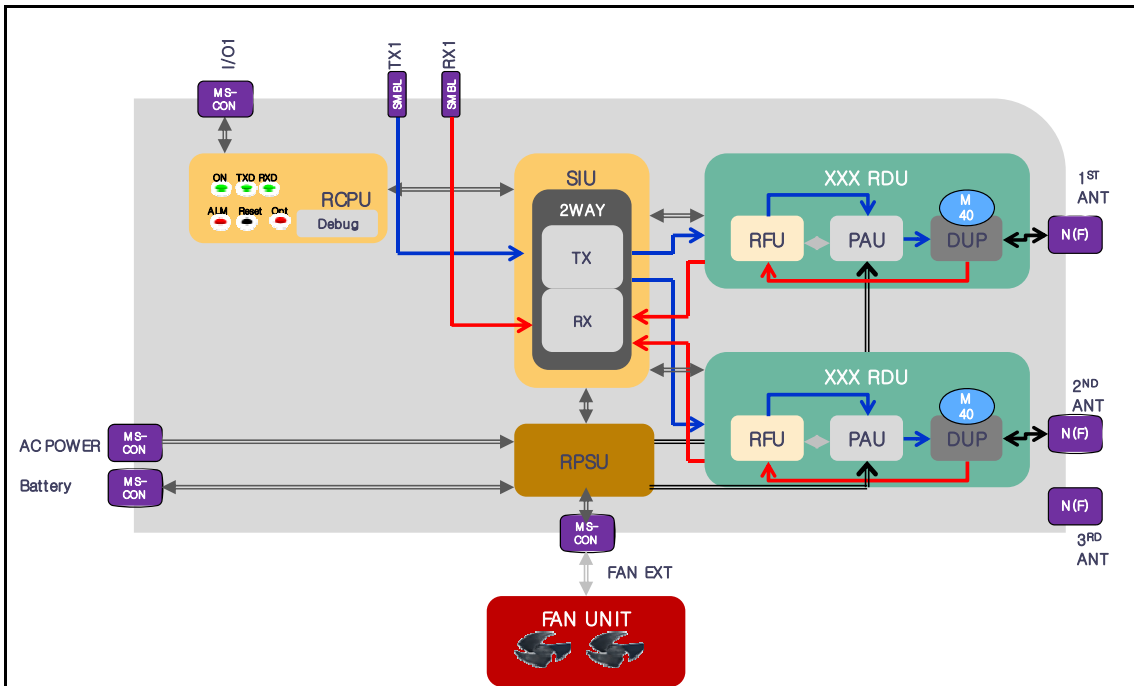 I/O1
TX1
RX1
MS-
CON
SMBL
SMBL
ON TXD RXD
RCPU
ALM Reset Opt
Debug
SIU
2WAY
TX
RX
XXX RDU
M
40
RFU
PAU
DUP
1ST
ANT
N(F)
XXX RDU
M
40
RFU
PAU
DUP
2ND
ANT
N(F)
AC POWER
MS-
CON
Battery
MS-
CON
RPSU
N(F)
3RD
ANT
MS-
CON
FAN EXT
FAN UNIT